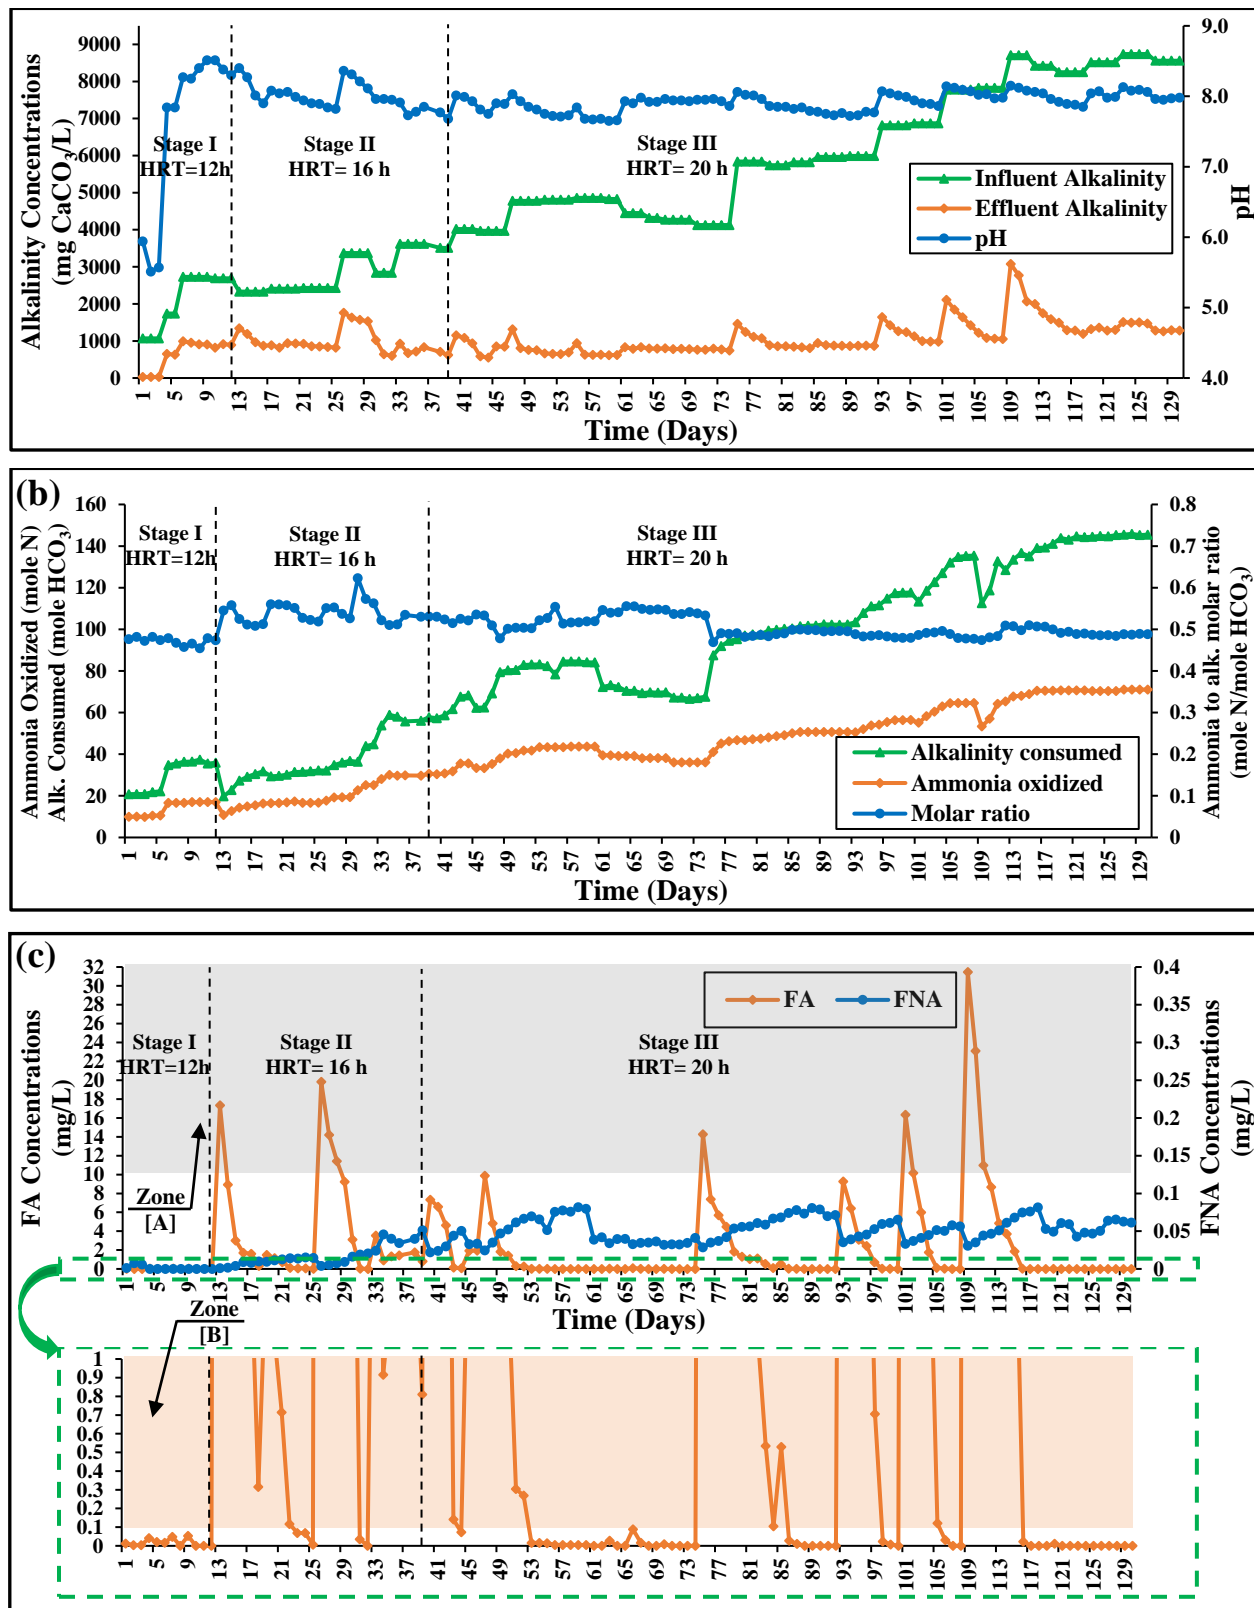 Alkalinity Concentrations
(mg CaCO3/L)
9000
8000
7000
6000
5000
4000
3000
2000
1000
0
9.0
8.0
7.0
6.0
5.0
4.0
pH
Stage I
HRT=12h
Stage II
HRT= 16 h
Stage III
HRT= 20 h
Influent Alkalinity
Effluent Alkalinity
pH
1 5 9 13 17 21 25 29 33 37 41 45 49 53 57 61 65 69 73 77 81 85 89 93 97 101 105 109 113 117 121 125 129
Time (Days)
(b)
Ammonia Oxidized (mole N)
Alk. Consumed (mole HCO3)
160
140
120
100
80
60
40
20
0
0.8
0.7
0.6
0.5
0.4
0.3
0.2
0.1
0
Ammonia to alk. molar ratio
(mole N/mole HCO3)
Stage I
HRT=12h
Stage II
HRT= 16 h
Stage III
HRT= 20 h
Alkalinity consumed
Ammonia oxidized
Molar ratio
1 5 9 13 17 21 25 29 33 37 41 45 49 53 57 61 65 69 73 77 81 85 89 93 97 101 105 109 113 117 121 125 129
Time (Days)
(c)
FA Concentrations
(mg/L)
32
30
28
26
24
22
20
18
16
14
12
10
8
6
4
2
0
0.4
0.35
0.3
0.25
0.2
0.15
0.1
0.05
0
FNA Concentrations
(mg/L)
FA
FNA
Stage I
HRT=12h
Stage II
HRT= 16 h
Stage III
HRT= 20 h
Zone
[A]
1 5 9 13 17 21 25 29 33 37 41 45 49 53 57 61 65 69 73 77 81 85 89 93 97 101 105 109 113 117 121 125 129
Time (Days)
Zone
[B]
1
0.9
0.8
0.7
0.6
0.5
0.4
0.3
0.2
0.1
0
1 5 9 13 17 21 25 29 33 37 41 45 49 53 57 61 65 69 73 77 81 85 89 93 97 101 105 109 113 117 121 125 129